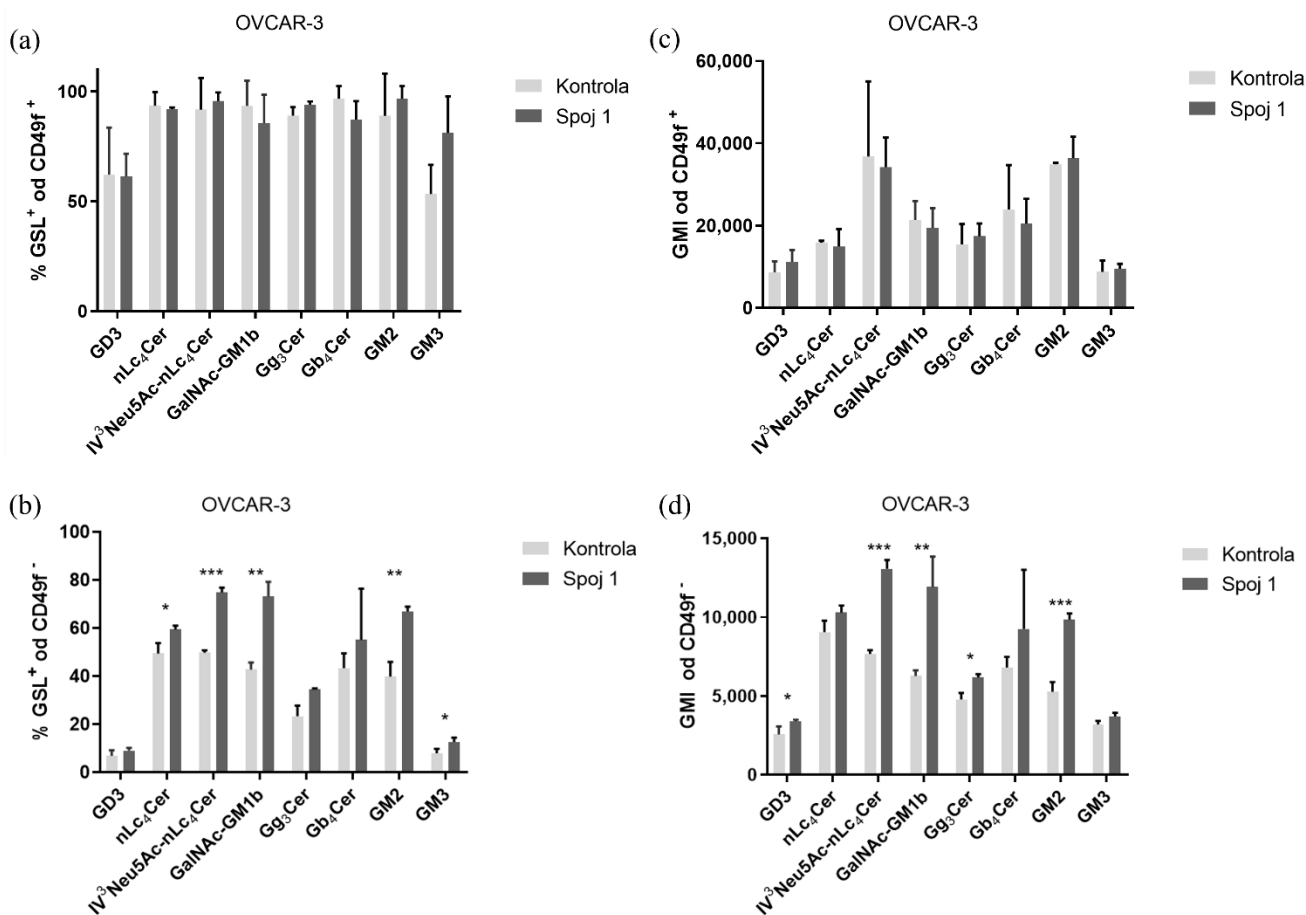 (a)
OVCAR-3
% GSL⁺ od CD49f⁺
100
50
0
GD3
nLc₄Cer
IV³Neu5Ac-nLc₄Cer
GalNAc-GM1b
Gg₃Cer
Gb₄Cer
GM2
GM3
Kontrola
Spoj 1
(c)
OVCAR-3
GMI od CD49f⁺
60,000
40,000
20,000
0
GD3
nLc₄Cer
IV³Neu5Ac-nLc₄Cer
GalNAc-GM1b
Gg₃Cer
Gb₄Cer
GM2
GM3
Kontrola
Spoj 1
(b)
OVCAR-3
% GSL⁺ od CD49f⁻
100
80
60
40
20
0
* *** ** ** *
GD3
nLc₄Cer
IV³Neu5Ac-nLc₄Cer
GalNAc-GM1b
Gg₃Cer
Gb₄Cer
GM2
GM3
Kontrola
Spoj 1
(d)
OVCAR-3
GMI od CD49f⁻
15,000
10,000
5,000
0
* *** ** * ***
GD3
nLc₄Cer
IV³Neu5Ac-nLc₄Cer
GalNAc-GM1b
Gg₃Cer
Gb₄Cer
GM2
GM3
Kontrola
Spoj 1